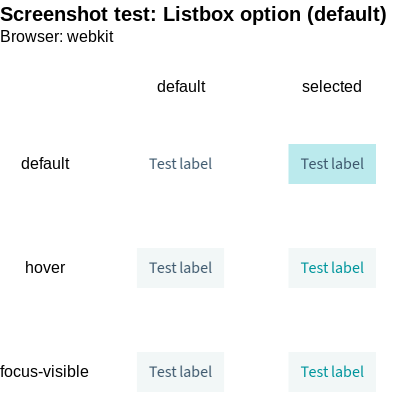 Screenshot test: Listbox option (default)
Browser: webkit
default selected
default Test label Test label
hover Test label Test label
focus-visible Test label Test label